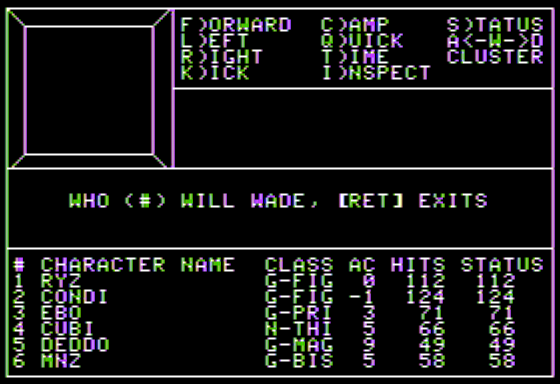 F)ORWARD C)AMP S)TATUS
L)EFT Q)UICK A<-W->D
R)IGHT T)IME CLUSTER
K)ICK I)NSPECT
WHO (#) WILL WADE, [RET] EXITS
# CHARACTER NAME CLASS AC HITS STATUS
1 RYZ G-FIG 0 112 112
2 CONDI G-FIG -1 124 124
3 EBO G-PRI 3 71 71
4 CUBI N-THI 5 66 66
5 DEDDO G-MAG 9 49 49
6 MNZ G-BIS 5 58 58